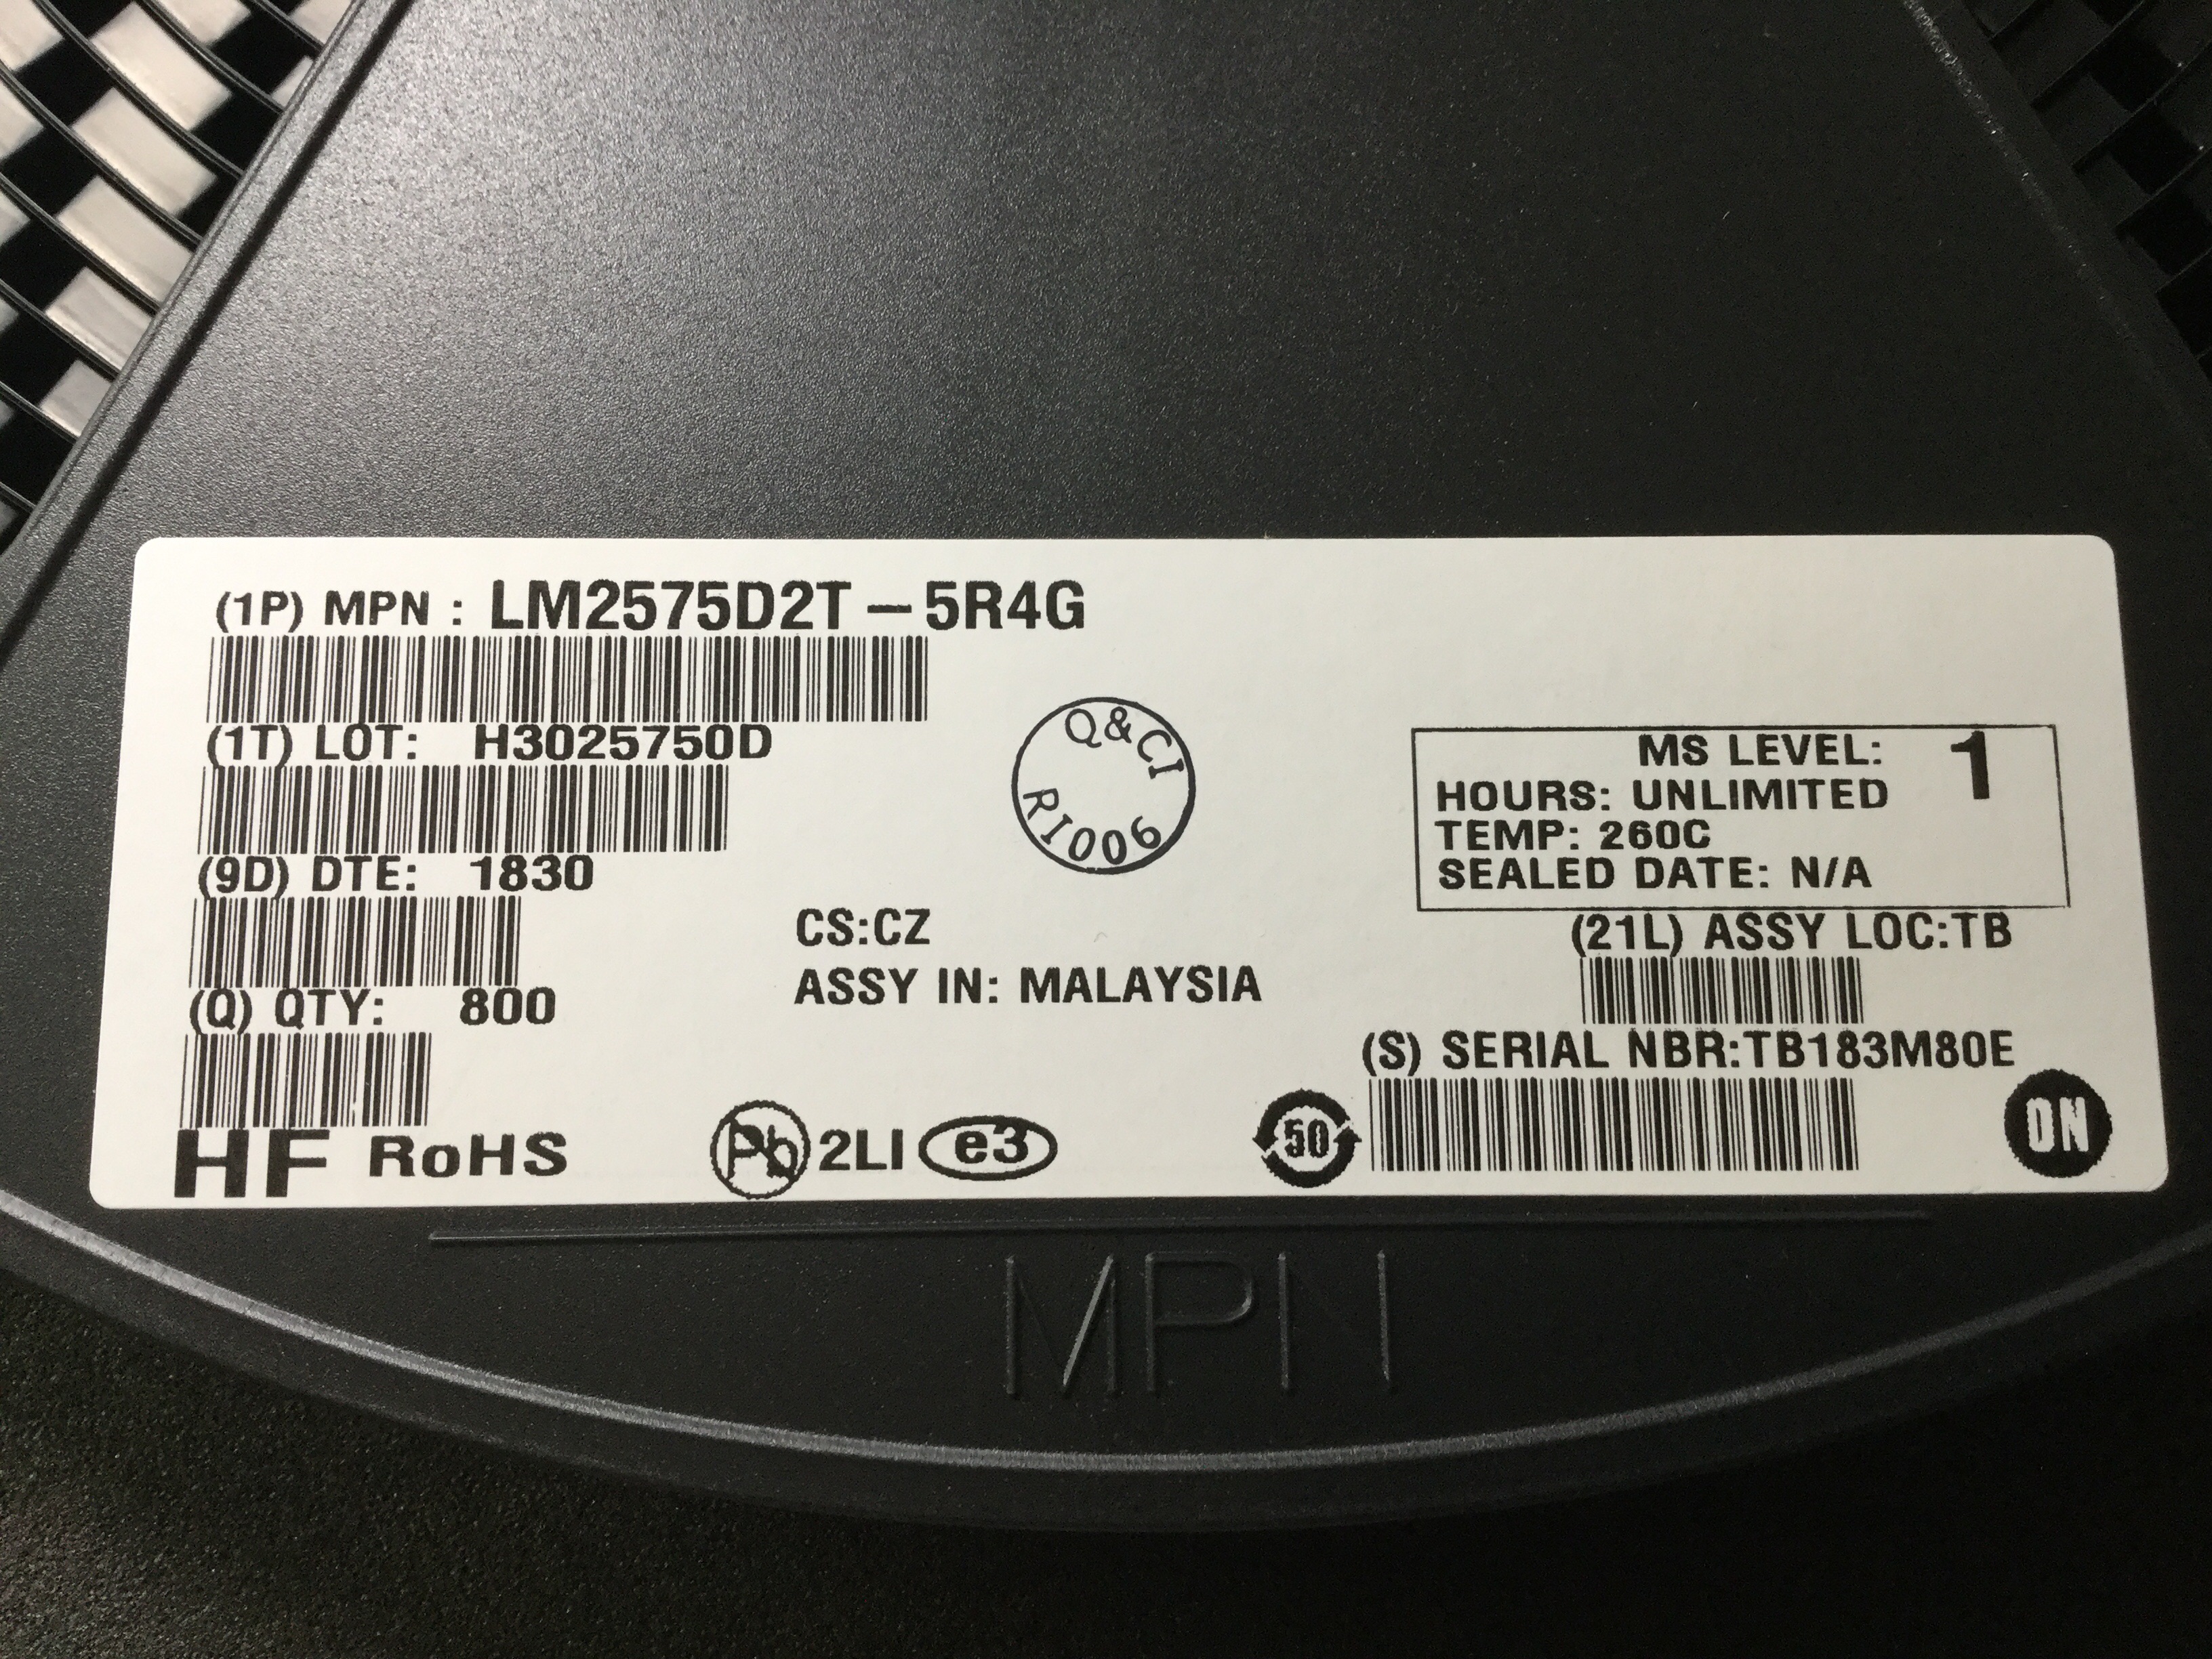 (1P) MPN : LM2575D2T – 5R4G
(1T) LOT: H3025750D
Q&CI
RI006
MS LEVEL: 1
HOURS: UNLIMITED
TEMP: 260C
SEALED DATE: N/A
(9D) DTE: 1830
CS:CZ
(21L) ASSY LOC:TB
ASSY IN: MALAYSIA
(Q) QTY: 800
(S) SERIAL NBR:TB183M80E
HF RoHS
Pb 2LI e3
50
ON
MPN